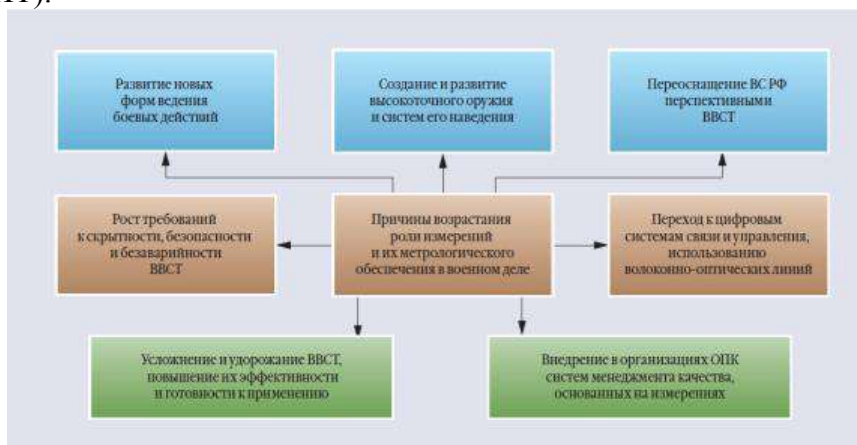 Развитие новых
форм ведения
боевых действий
Создание и развитие
высокоточного оружия
и систем его наведения
Переоснащение ВС РФ
перспективными
ВВСТ
Рост требований
к скрытности, безопасности
и безаварийности
ВВСТ
Причины возрастания
роли измерений
и их метрологического
обеспечения в военном деле
Переход к цифровым
системам связи и управления,
использованию
волоконно-оптических линий
Усложнение и удорожание ВВСТ,
повышение их эффективности
и готовности к применению
Внедрение в организациях ОПК
систем менеджмента качества,
основанных на измерениях